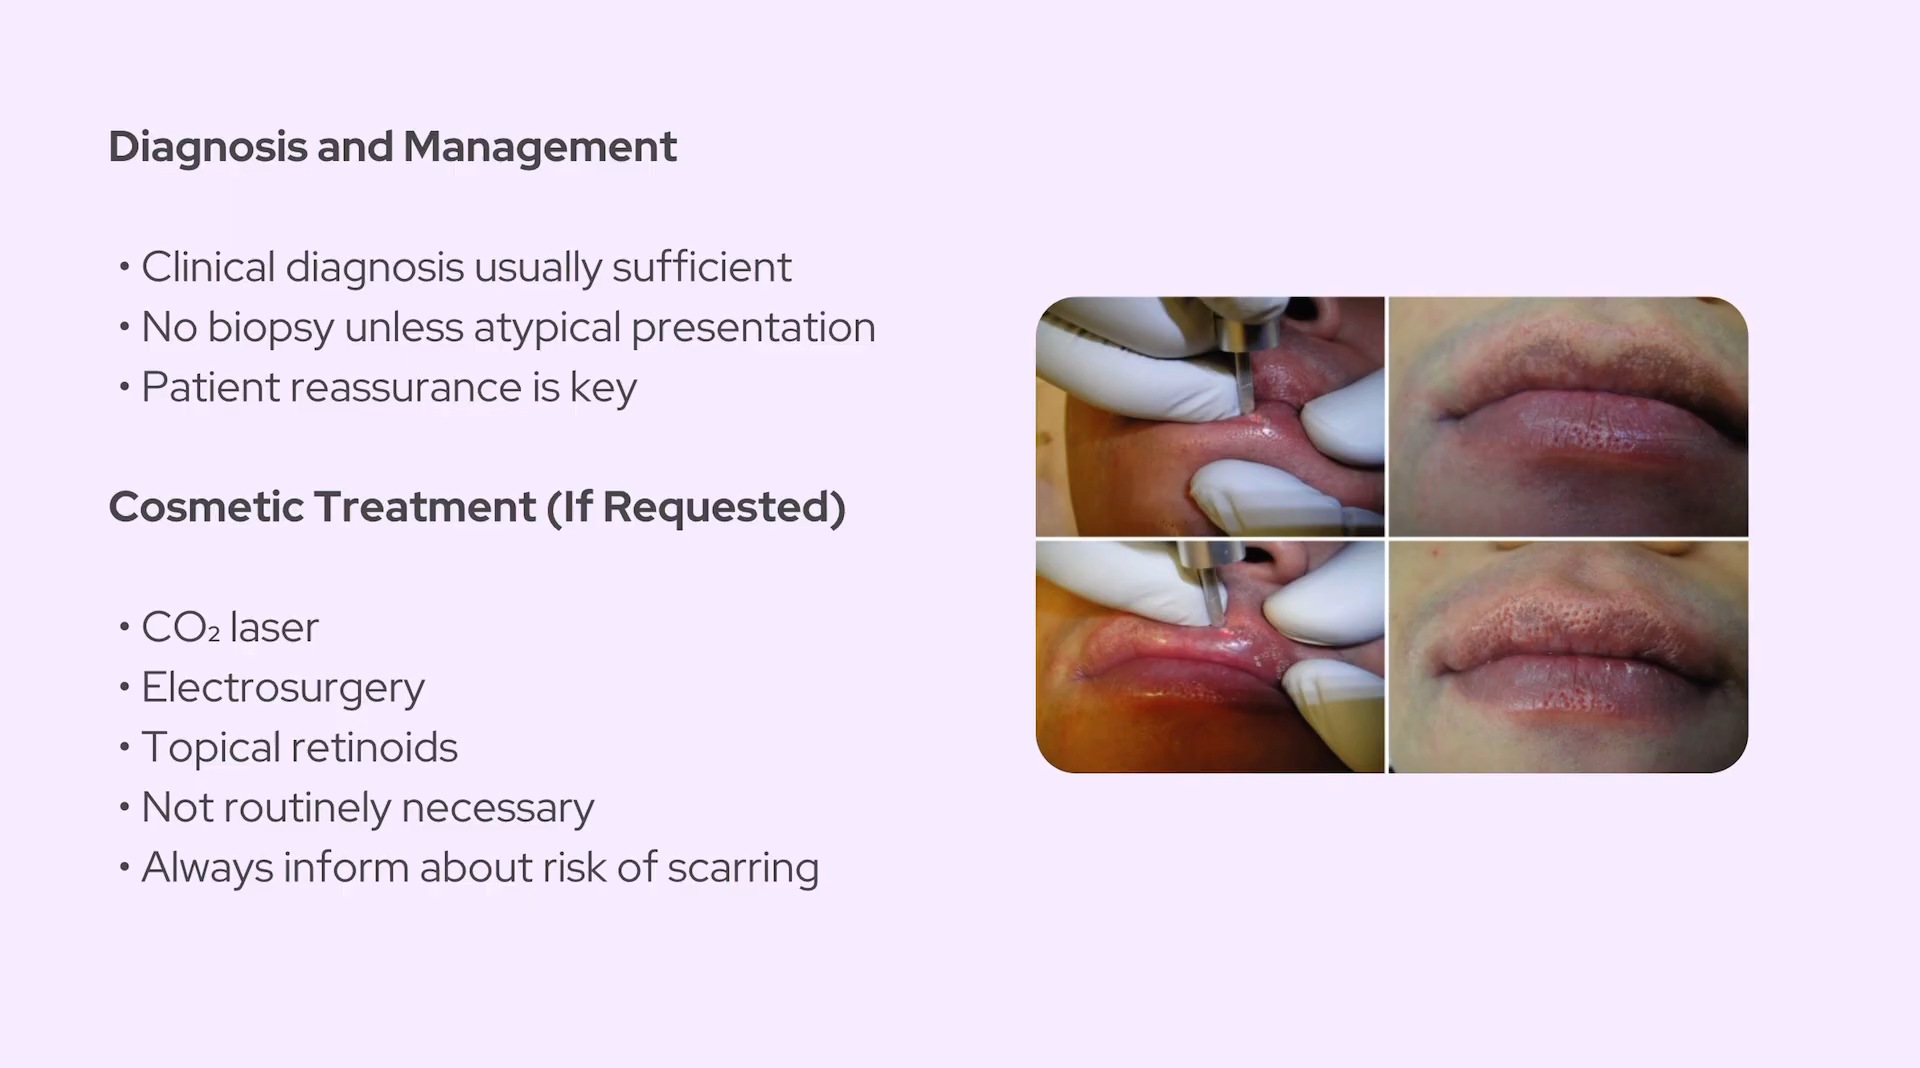 Diagnosis and Management
• Clinical diagnosis usually sufficient
• No biopsy unless atypical presentation
• Patient reassurance is key
Cosmetic Treatment (If Requested)
• CO₂ laser
• Electrosurgery
• Topical retinoids
• Not routinely necessary
• Always inform about risk of scarring